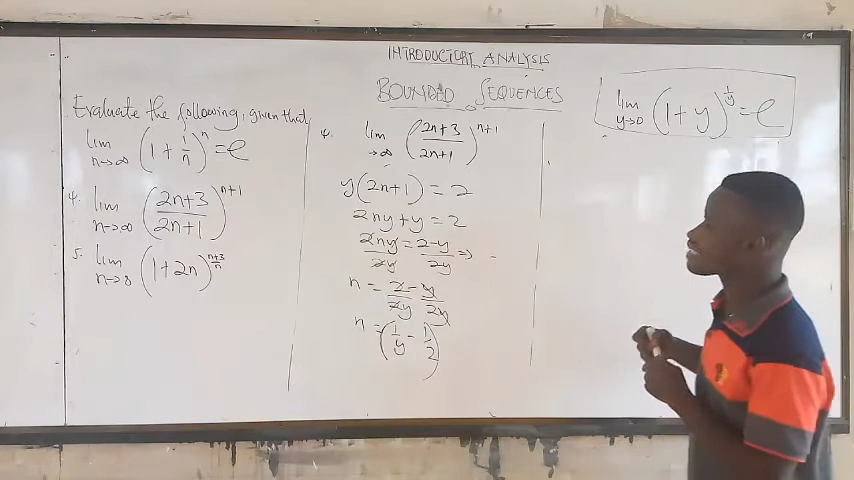 INTRODUCTORY ANALYSIS
BOUNDED SEQUENCES
Evaluate the following, given that
lim n→∞ (1 + 1/n)^n = e
4. lim n→∞ ((2n+3)/(2n+1))^(n+1)
5. lim n→8 (1+2n)^((n+3)/n)
4. lim →∞ ((2n+3)/(2n+1))^(n+1)
y(2n+1) = 2
2ny + y = 2
2ny/2y = (2-y)/2y ⇒ -
n = 2/2y - y/2y
n = (1/y - 1/2)
lim y→0 (1+y)^(1/y) = e